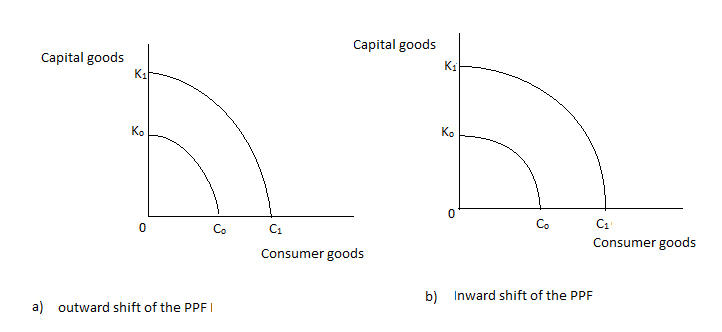 Capital goods
K₁
K₀
0
C₀
C₁
Consumer goods
a) outward shift of the PPF
Capital goods
K₁
K₀
0
C₀
C₁
Consumer goods
b) Inward shift of the PPF